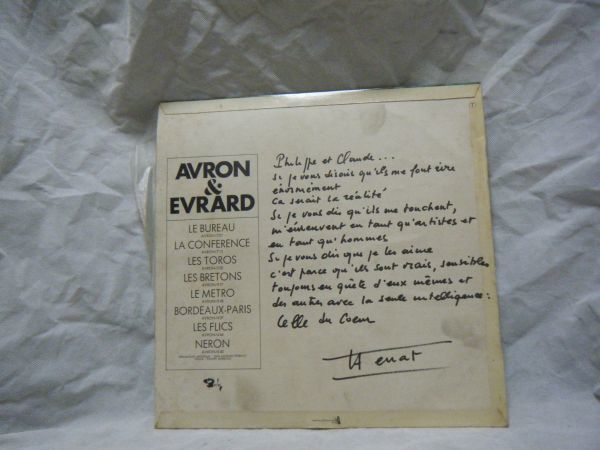 AVRON
&
EVRARD
LE BUREAU
LA CONFERENCE
LES TOROS
LES BRETONS
LE METRO
BORDEAUX-PARIS
LES FLICS
NERON
Philippe et Claude...
Si je vous disais qu'ils me font rire
énormément
Ca serait la réalité
Si je vous dis qu'ils me touchent,
m'émeuvent en tant qu'artistes et
en tant qu'hommes
Si je vous dis que je les aime
c'est parce qu'ils sont vrais, sensibles
toujours en quête d'eux mêmes et
des autres avec la seule intelligence :
Celle du Coeur